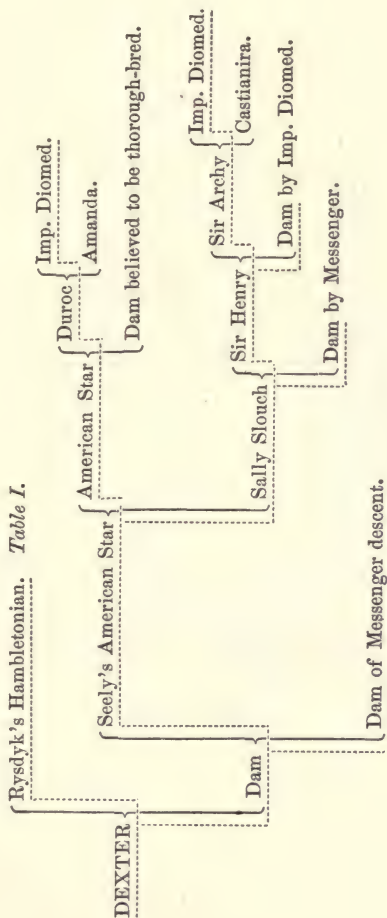 Rysdyk's Hambletonian. Table I.
DEXTER
Dam
Seely's American Star
Dam of Messenger descent.
American Star
Sally Slouch
Duroc
Dam believed to be thorough-bred.
Imp. Diomed.
Amanda.
Sir Henry
Dam by Messenger.
Sir Archy
Dam by Imp. Diomed.
Imp. Diomed.
Castianira.